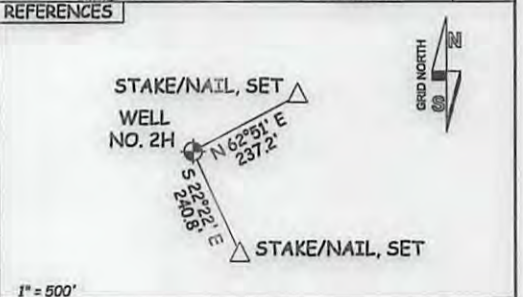 REFERENCES
N
GRID NORTH
S
STAKE/NAIL, SET
WELL
NO. 2H
N 62°51' E
237.2'
S 22°22' E
240.8'
STAKE/NAIL, SET
1" = 500'